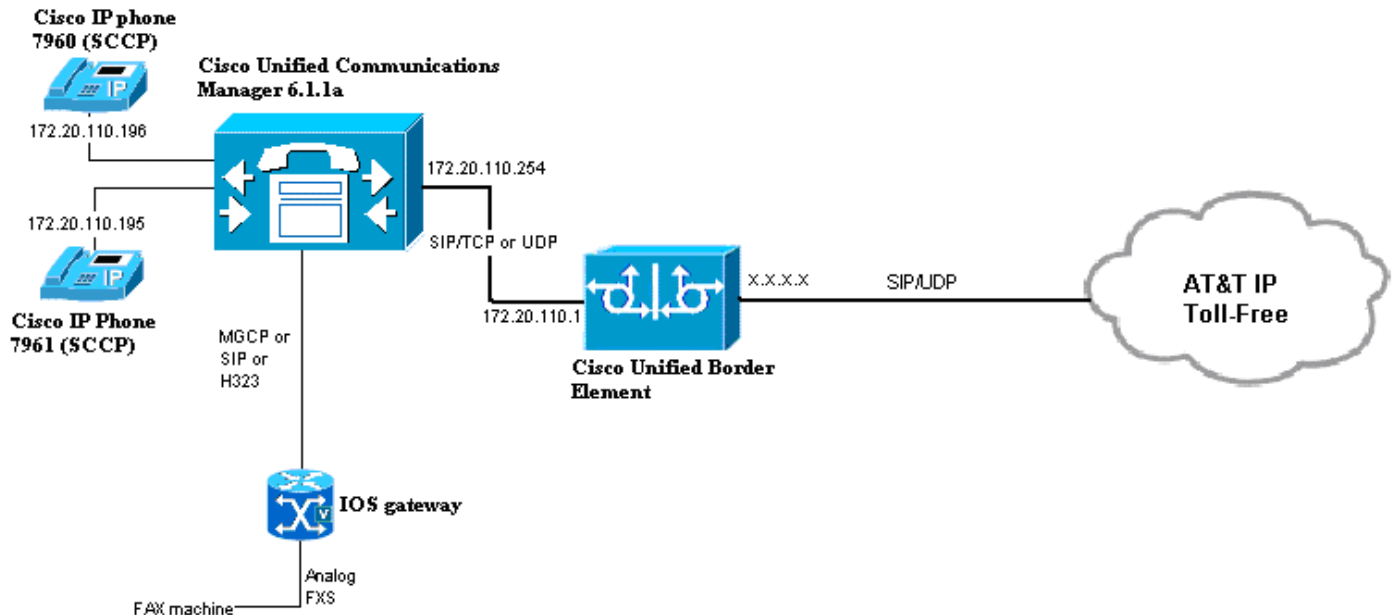 Cisco IP phone
7960 (SCCP)
IP
172.20.110.196
Cisco Unified Communications
Manager 6.1.1a
172.20.110.254
172.20.110.195
IP
Cisco IP Phone
7961 (SCCP)
SIP/TCP or UDP
172.20.110.1
X.X.X.X
SIP/UDP
AT&T IP
Toll-Free
Cisco Unified Border
Element
MGCP or
SIP or
H323
V
IOS gateway
Analog
FXS
FAX machine